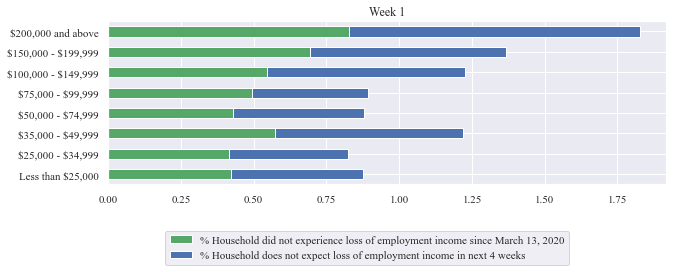 Week 1
$200,000 and above
$150,000 - $199,999
$100,000 - $149,999
$75,000 - $99,999
$50,000 - $74,999
$35,000 - $49,999
$25,000 - $34,999
Less than $25,000
0.00 0.25 0.50 0.75 1.00 1.25 1.50 1.75
% Household did not experience loss of employment income since March 13, 2020
% Household does not expect loss of employment income in next 4 weeks